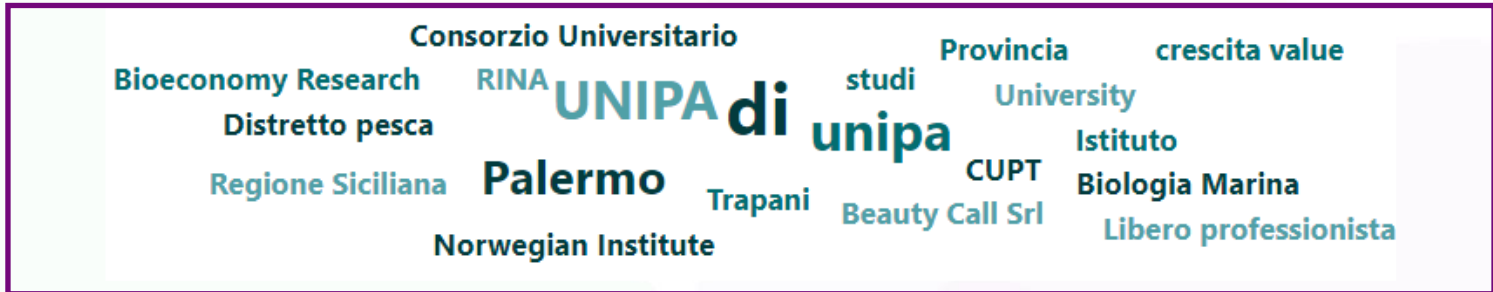 Consorzio Universitario
Provincia
crescita value
Bioeconomy Research
RINA
UNIPA
di
studi
University
Distretto pesca
unipa
Istituto
Regione Siciliana
Palermo
CUPT
Biologia Marina
Trapani
Beauty Call Srl
Libero professionista
Norwegian Institute